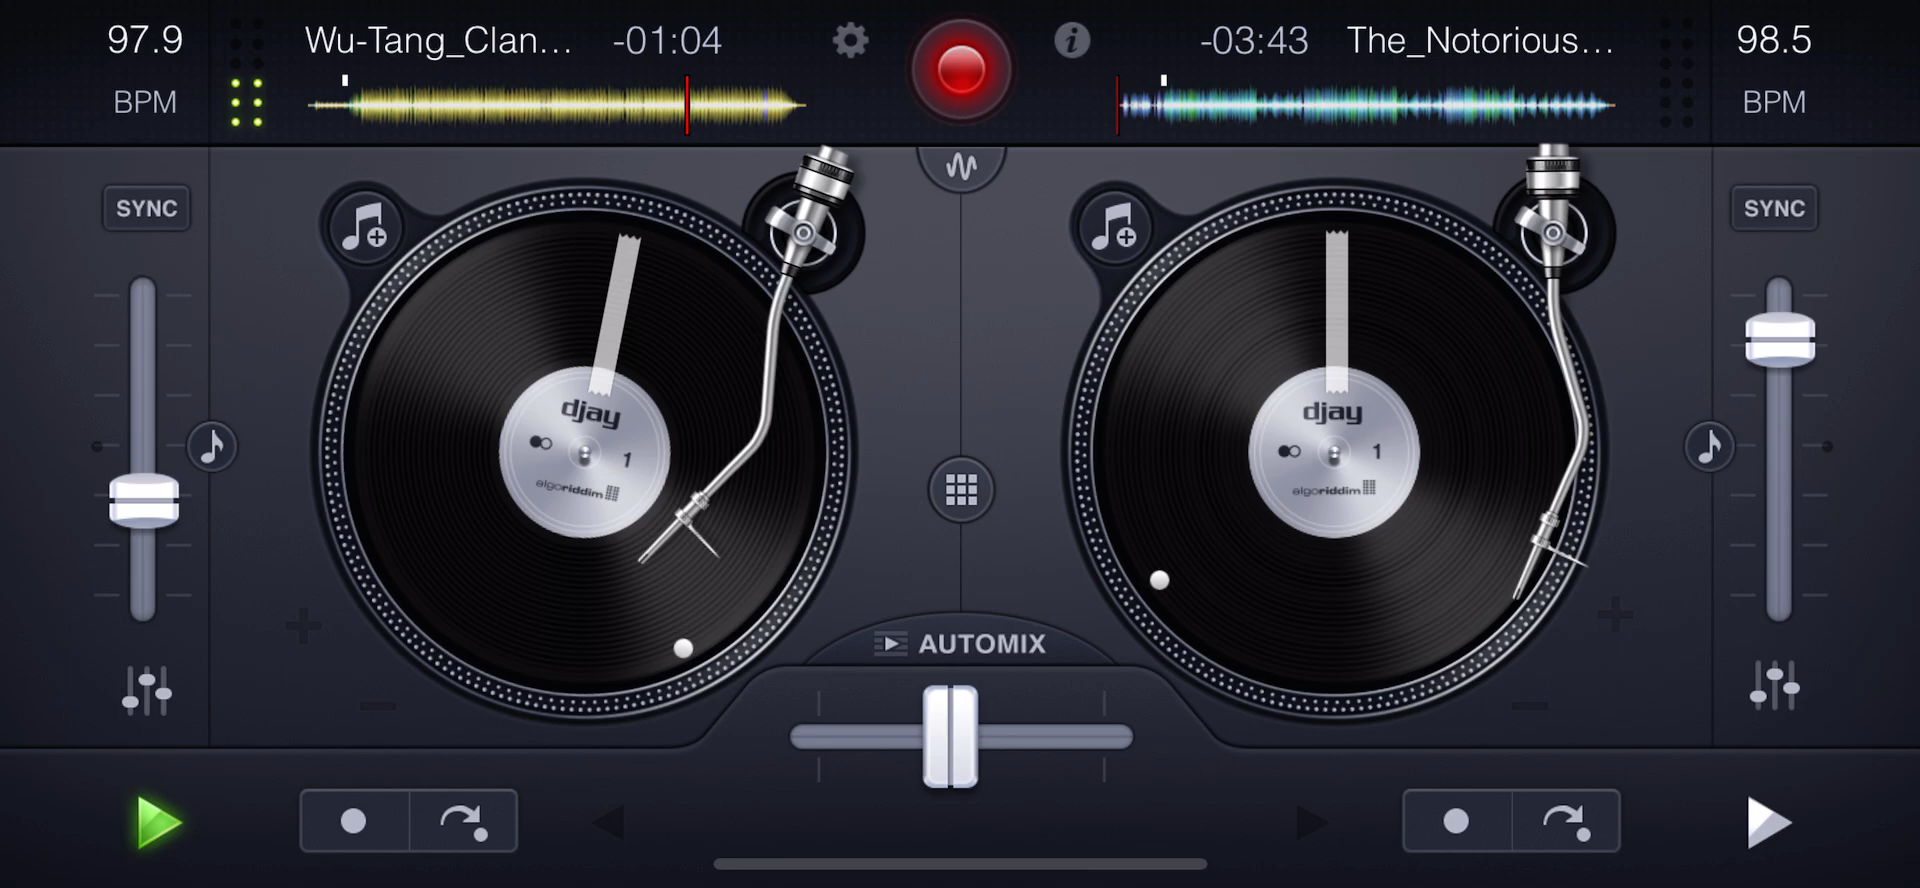 97.9
BPM
Wu-Tang_Clan...
-01:04
-03:43
The_Notorious...
98.5
BPM
SYNC
SYNC
djay
1
algoriddim
djay
1
algoriddim
AUTOMIX